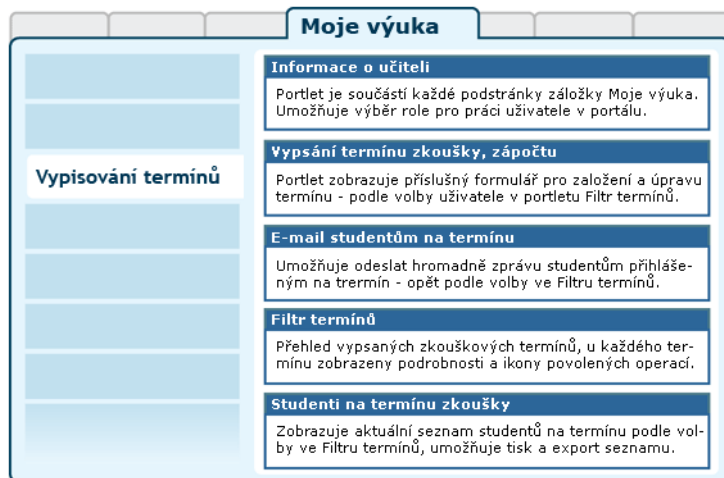 Moje výuka
Vypisování termínů
Informace o učiteli
Portlet je součástí každé podstránky záložky Moje výuka.
Umožňuje výběr role pro práci uživatele v portálu.
Vypsání termínu zkoušky, zápočtu
Portlet zobrazuje příslušný formulář pro založení a úpravu
termínu - podle volby uživatele v portletu Filtr termínů.
E-mail studentům na termínu
Umožňuje odeslat hromadně zprávu studentům přihláše-
ným na trermín - opět podle volby ve Filtru termínů.
Filtr termínů
Přehled vypsaných zkouškových termínů, u každého ter-
mínu zobrazeny podrobnosti a ikony povolených operací.
Studenti na termínu zkoušky
Zobrazuje aktuální seznam studentů na termínu podle vol-
by ve Filtru termínů, umožňuje tisk a export seznamu.